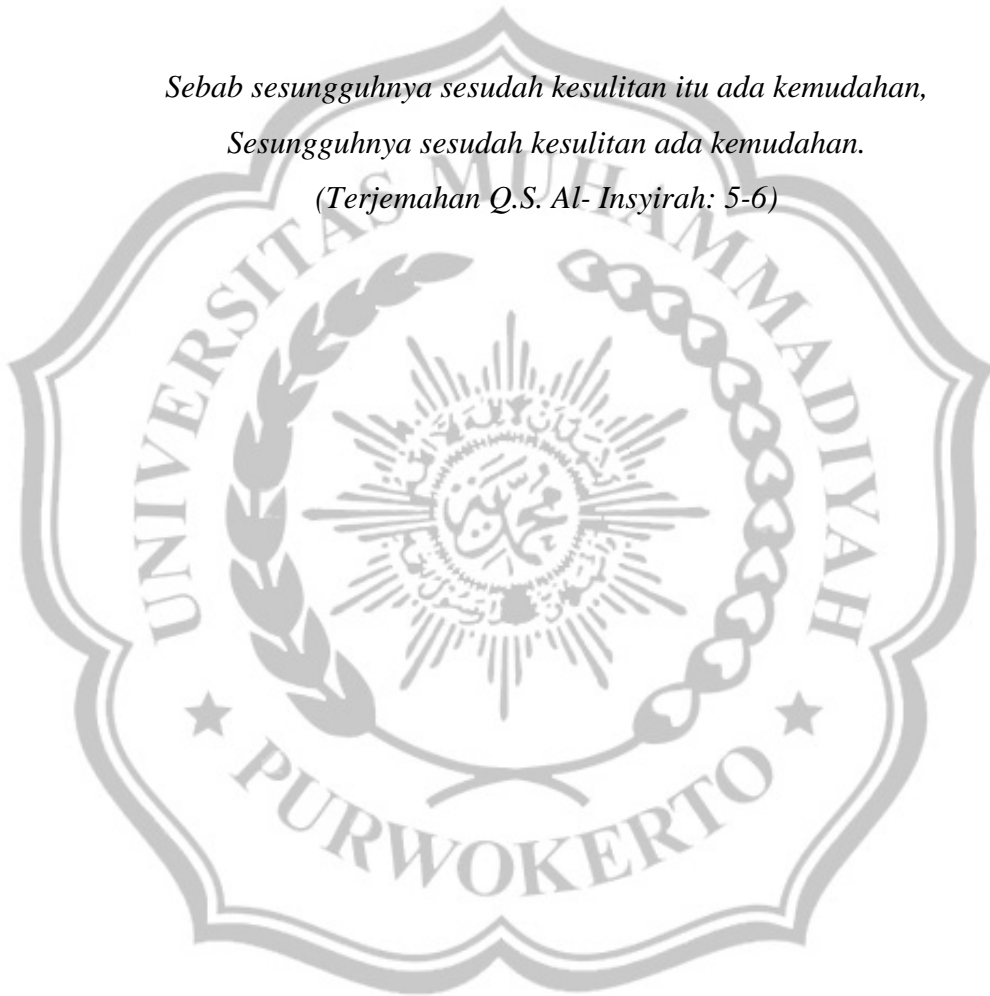 Sebab sesungguhnya sesudah kesulitan itu ada kemudahan,
Sesungguhnya sesudah kesulitan ada kemudahan.
(Terjemahan Q.S. Al- Insyirah: 5-6)
UNIVERSITAS MUHAMMADIYAH
محمدية
PURWOKERTO